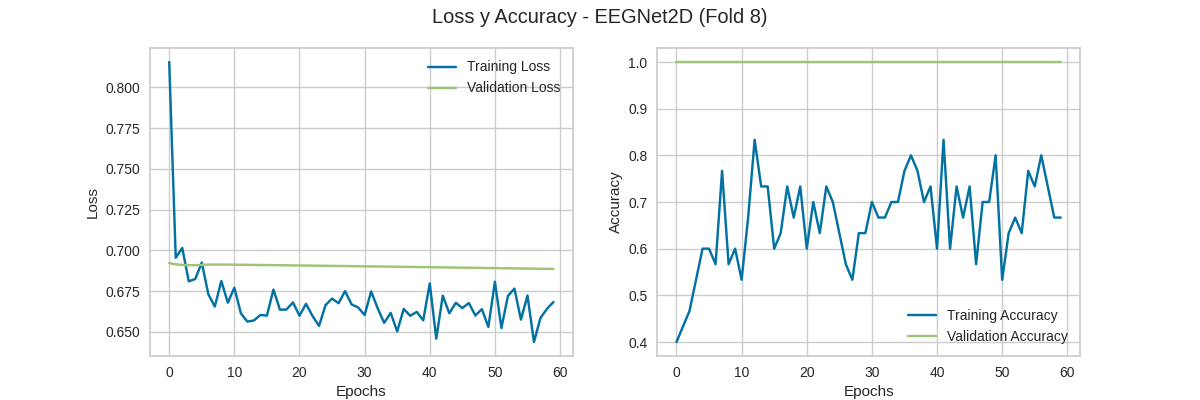 Loss y Accuracy - EEGNet2D (Fold 8)
Loss
0.800
0.775
0.750
0.725
0.700
0.675
0.650
Training Loss
Validation Loss
0 10 20 30 40 50 60
Epochs
Accuracy
1.0
0.9
0.8
0.7
0.6
0.5
0.4
Training Accuracy
Validation Accuracy
0 10 20 30 40 50 60
Epochs